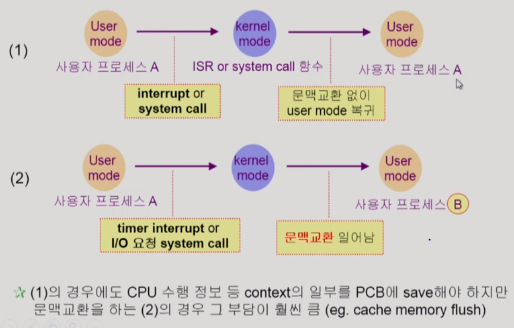 (1)
User mode
kernel mode
User mode
사용자 프로세스 A
ISR or system call 함수
사용자 프로세스 A
interrupt or
system call
문맥교환 없이
user mode 복귀
(2)
User mode
kernel mode
User mode
사용자 프로세스 A
사용자 프로세스 B
timer interrupt or
I/O 요청 system call
문맥교환 일어남
☆ (1)의 경우에도 CPU 수행 정보 등 context의 일부를 PCB에 save해야 하지만
문맥교환을 하는 (2)의 경우 그 부담이 훨씬 큼 (eg. cache memory flush)